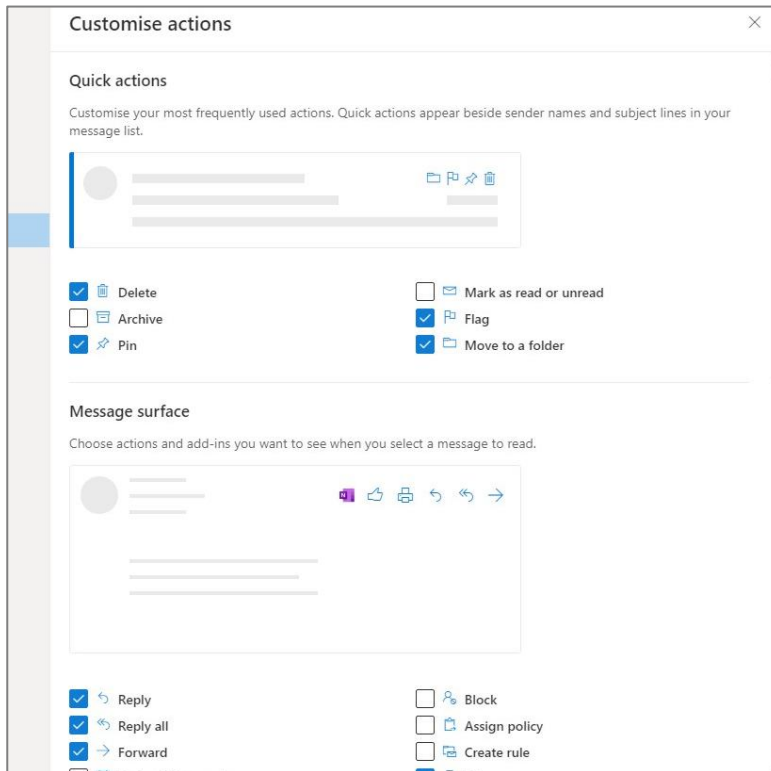 Customise actions
Quick actions
Customise your most frequently used actions. Quick actions appear beside sender names and subject lines in your
message list.
Delete
Mark as read or unread
Archive
Flag
Pin
Move to a folder
Message surface
Choose actions and add-ins you want to see when you select a message to read.
N
Reply
Block
Reply all
Assign policy
Forward
Create rule